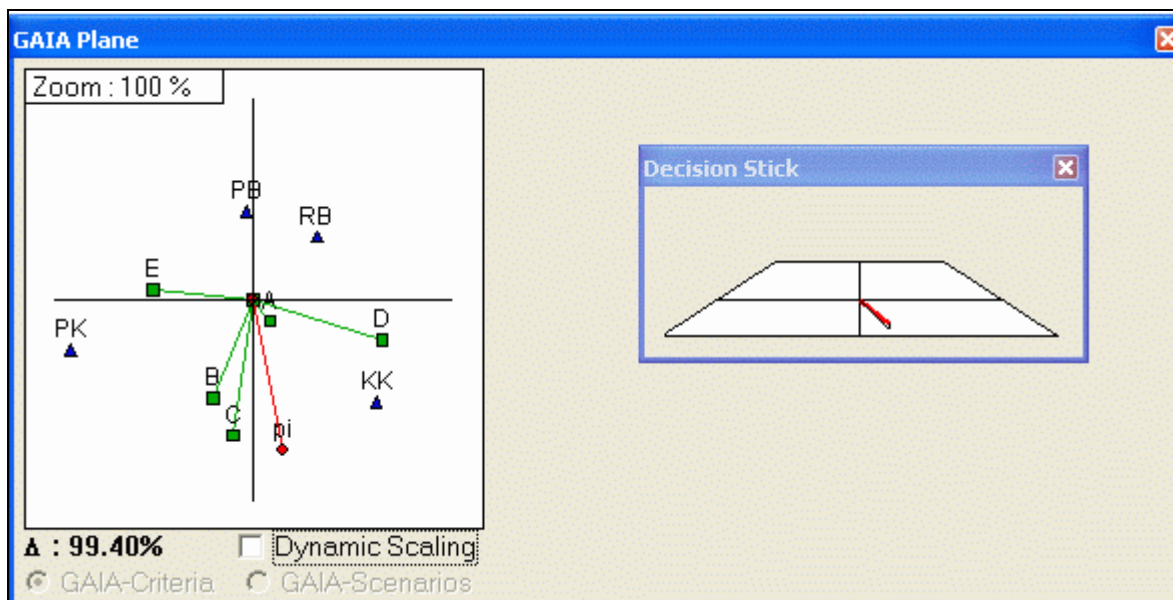 GAIA Plane
Zoom : 100 %
PB
RB
E
A
D
PK
B
KK
C
pi
Decision Stick
Δ : 99.40%
Dynamic Scaling
GAIA-Criteria
GAIA-Scenarios